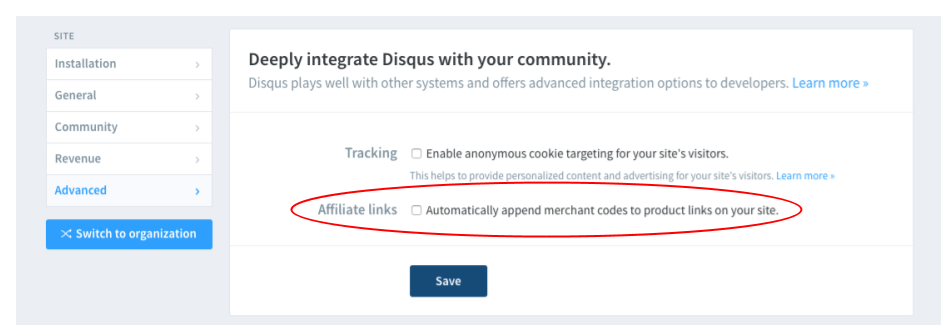 SITE
Installation
General
Community
Revenue
Advanced
Switch to organization
Deeply integrate Disqus with your community.
Disqus plays well with other systems and offers advanced integration options to developers. Learn more »
Tracking Enable anonymous cookie targeting for your site's visitors.
This helps to provide personalized content and advertising for your site's visitors. Learn more »
Affiliate links Automatically append merchant codes to product links on your site.
Save